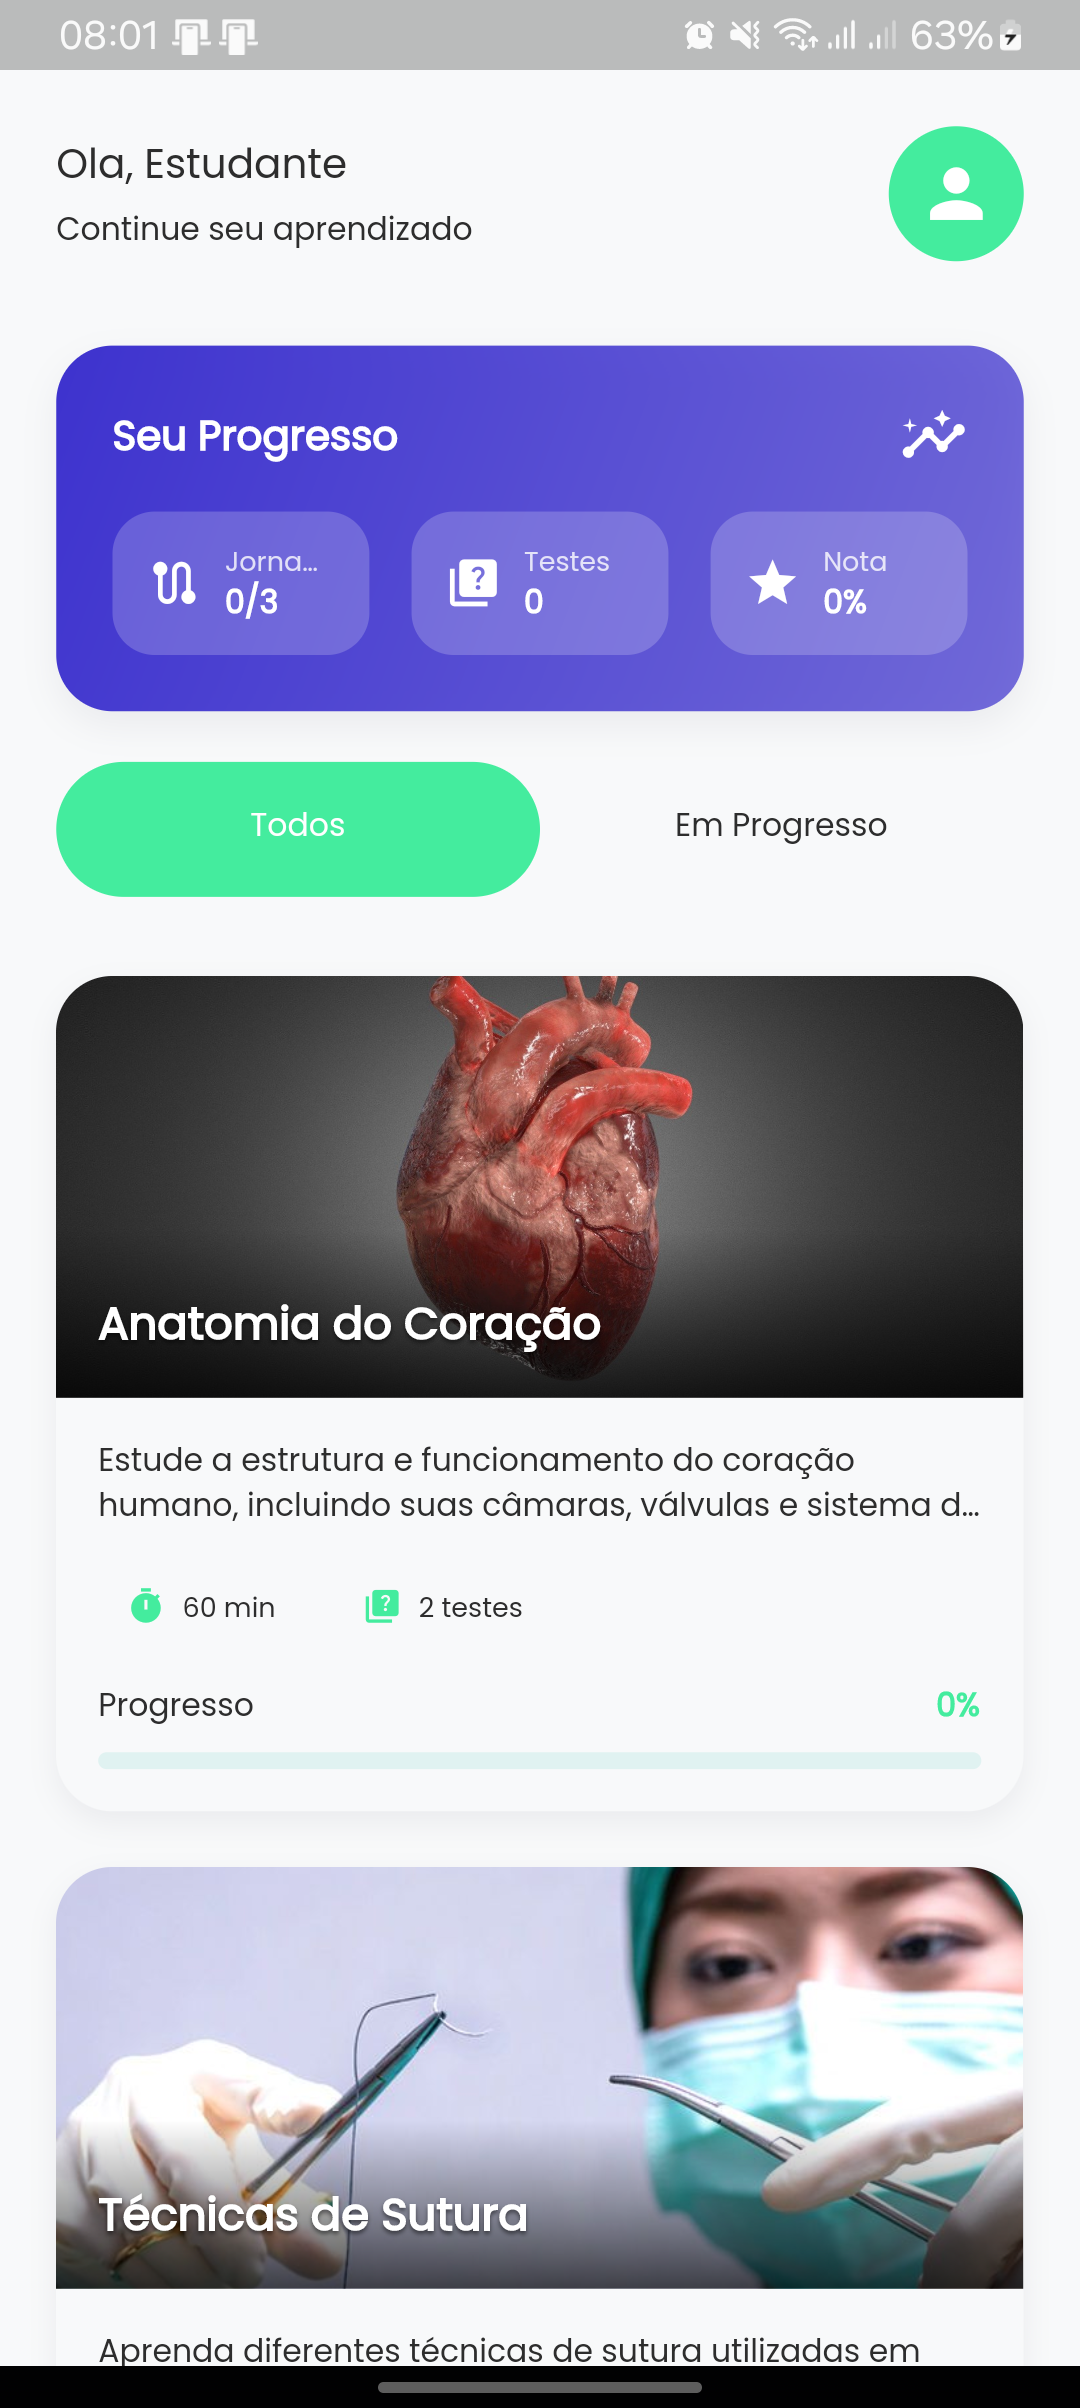 08:01
63%
Ola, Estudante
Continue seu aprendizado
Seu Progresso
Jorna...
0/3
Testes
0
Nota
0%
Todos
Em Progresso
Anatomia do Coração
Estude a estrutura e funcionamento do coração
humano, incluindo suas câmaras, válvulas e sistema d...
60 min
2 testes
Progresso
0%
Técnicas de Sutura
Aprenda diferentes técnicas de sutura utilizadas em